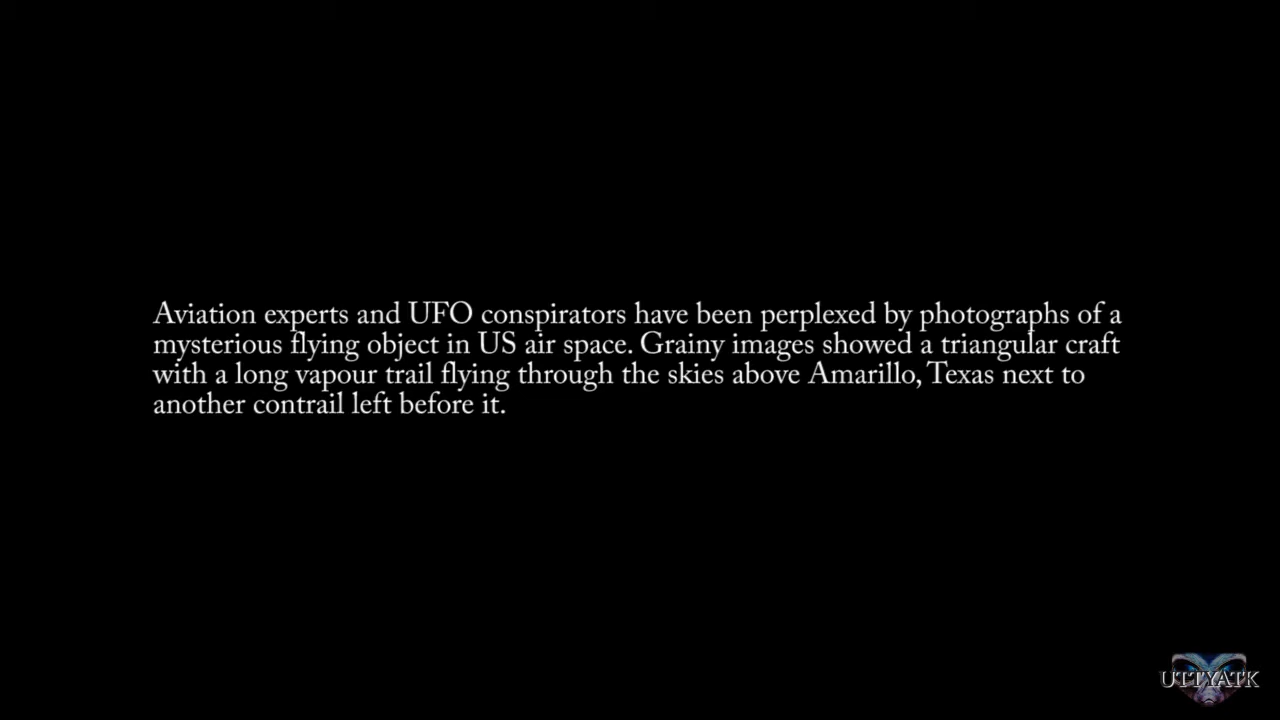 Aviation experts and UFO conspirators have been perplexed by photographs of a
mysterious flying object in US air space. Grainy images showed a triangular craft
with a long vapour trail flying through the skies above Amarillo, Texas next to
another contrail left before it.
UTTYATK